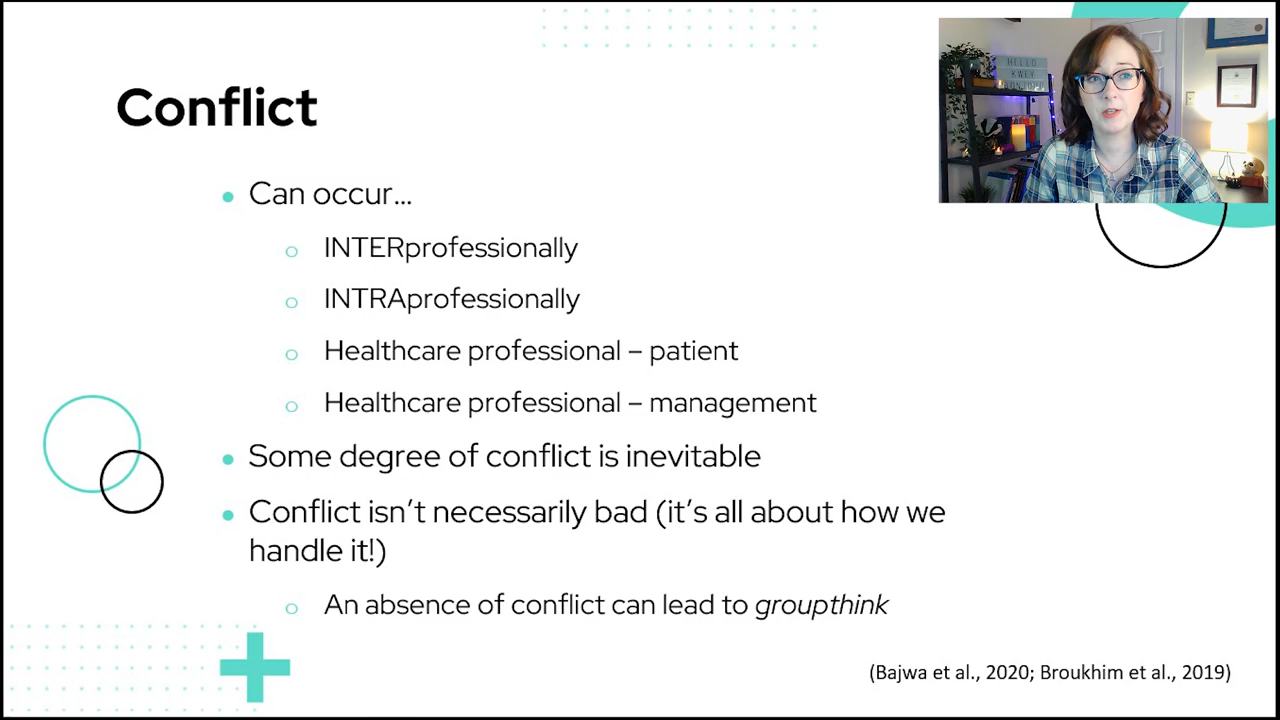 Conflict
HELLO
Can occur...
INTERprofessionally
INTRAprofessionally
Healthcare professional – patient
Healthcare professional – management
Some degree of conflict is inevitable
Conflict isn’t necessarily bad (it’s all about how we
handle it!)
An absence of conflict can lead to groupthink
(Bajwa et al., 2020; Broukhim et al., 2019)